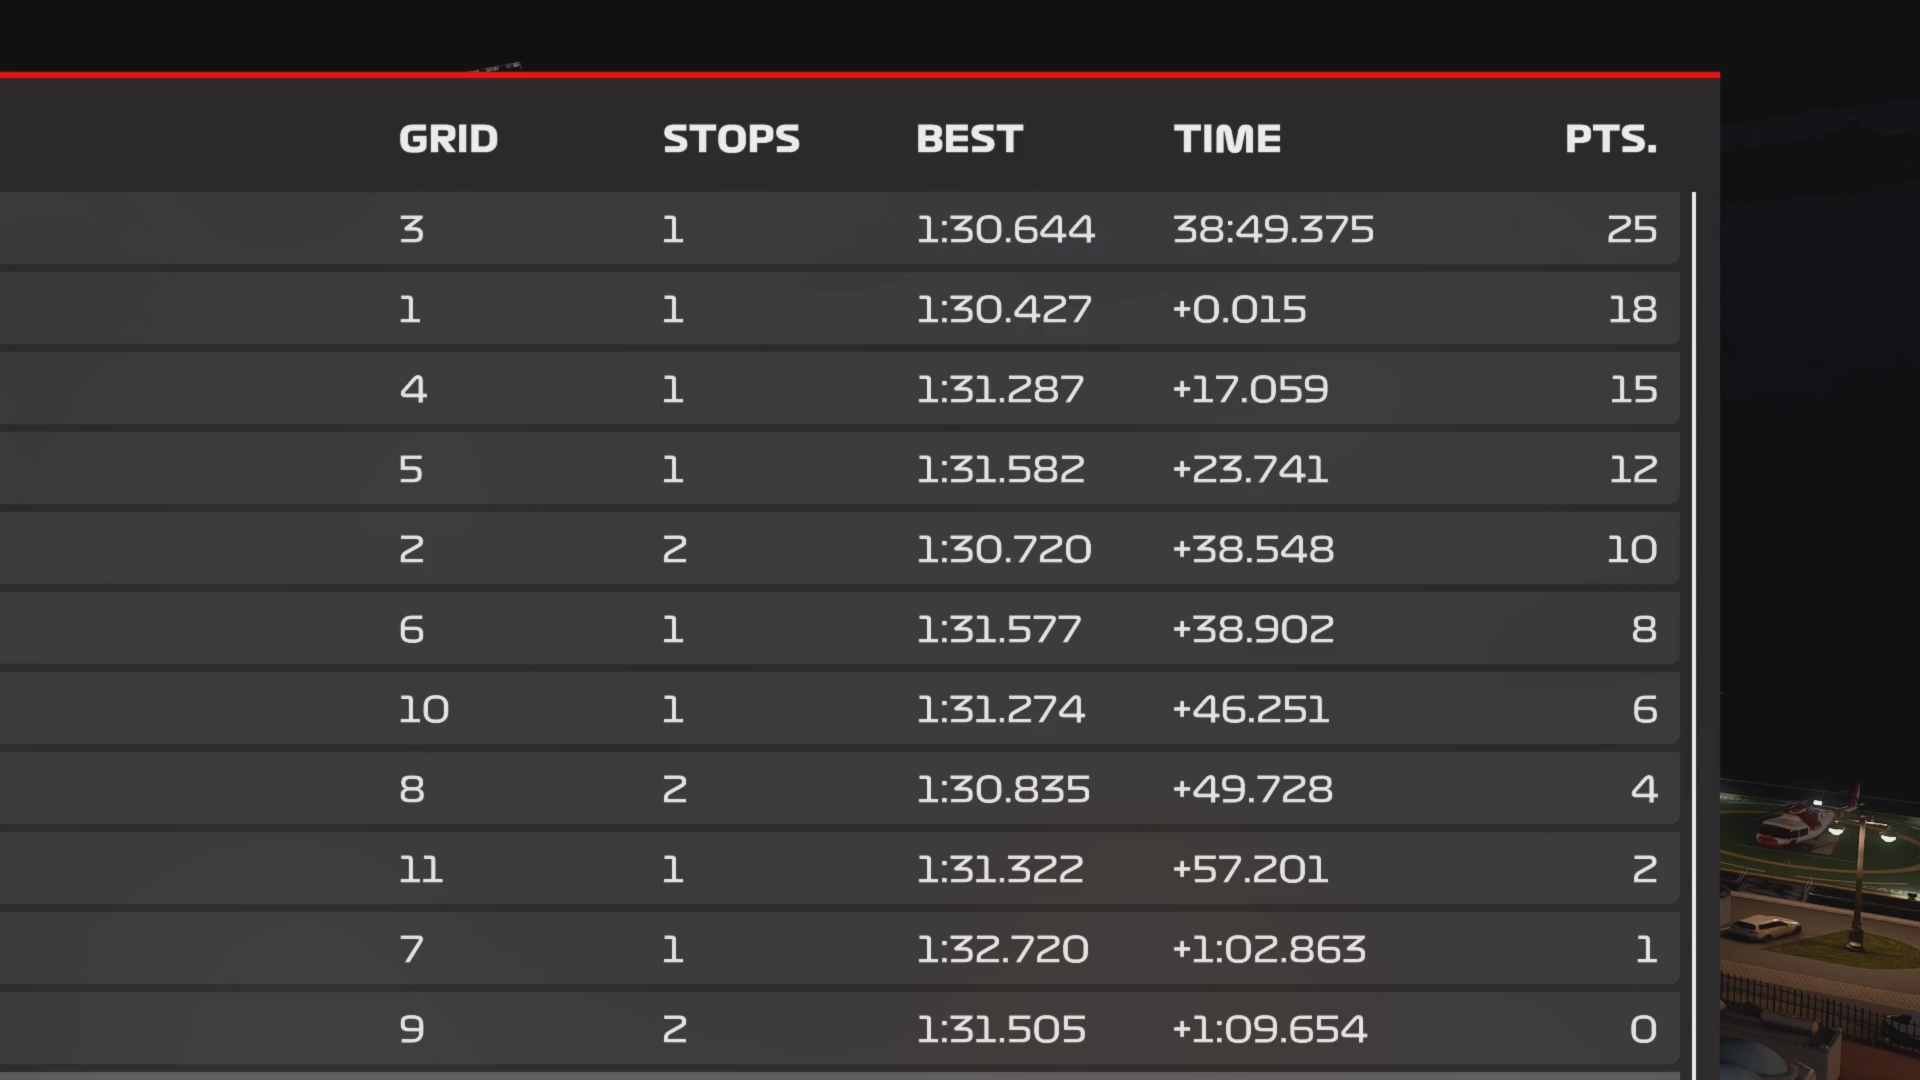 GRID STOPS BEST TIME PTS.
3 1 1:30.644 38:49.375 25
1 1 1:30.427 +0.015 18
4 1 1:31.287 +17.059 15
5 1 1:31.582 +23.741 12
2 2 1:30.720 +38.548 10
6 1 1:31.577 +38.902 8
10 1 1:31.274 +46.251 6
8 2 1:30.835 +49.728 4
11 1 1:31.322 +57.201 2
7 1 1:32.720 +1:02.863 1
9 2 1:31.505 +1:09.654 0